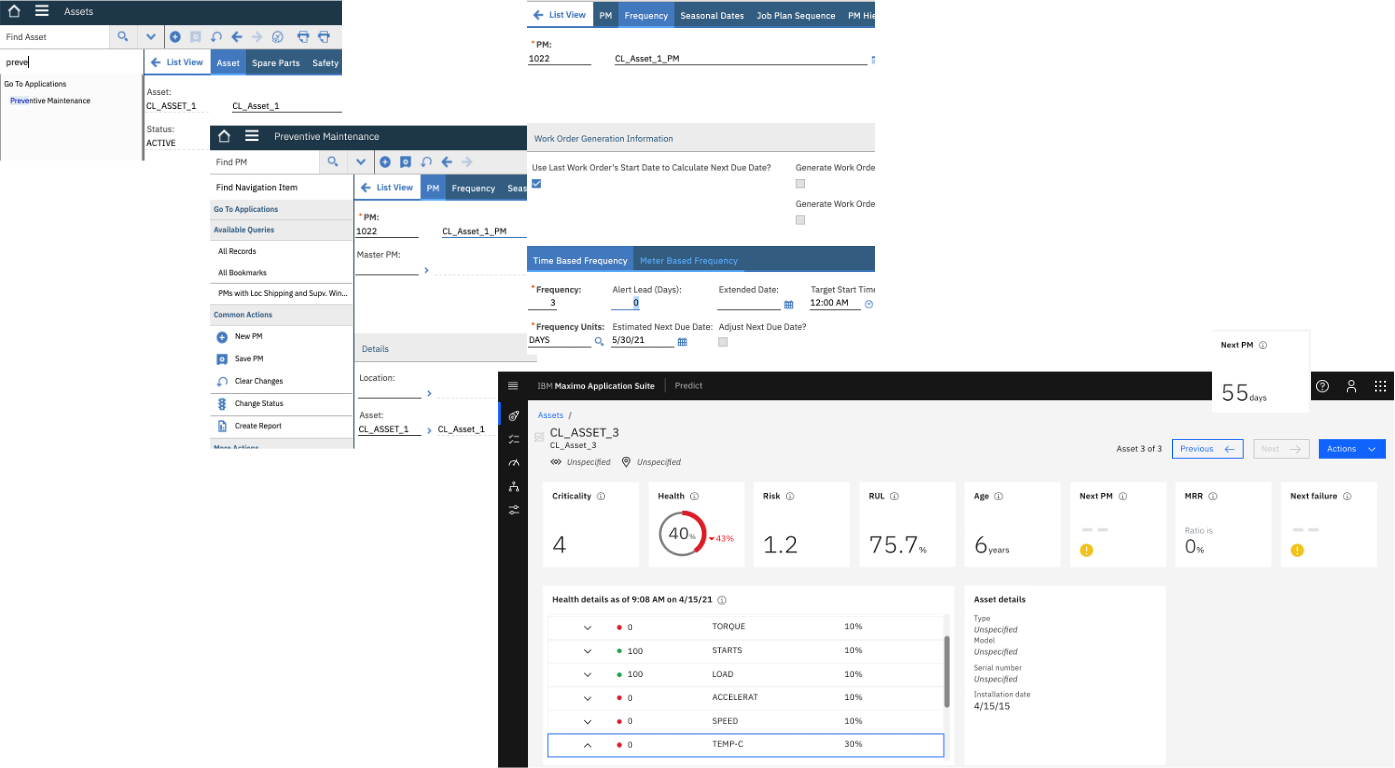 Assets
Find Asset
List View
Asset
Spare Parts
Safety
preve
Go To Applications
Preventive Maintenance
Asset:
CL_ASSET_1
CL_Asset_1
Status:
ACTIVE
Preventive Maintenance
Find PM
Find Navigation Item
List View
PM
Frequency
Seas
Go To Applications
Available Queries
All Records
All Bookmarks
PMs with Loc Shipping and Supv. Win...
Common Actions
New PM
Save PM
Clear Changes
Change Status
Create Report
More Actions
* PM:
1022
CL_Asset_1_PM
Master PM:
Details
Location:
Asset:
CL_ASSET_1
CL_Asset_1
List View
PM
Frequency
Seasonal Dates
Job Plan Sequence
PM Hie
* PM:
1022
CL_Asset_1_PM
Work Order Generation Information
Use Last Work Order's Start Date to Calculate Next Due Date?
Generate Work Orde
Generate Work Orde
Time Based Frequency
Meter Based Frequency
* Frequency:
3
Alert Lead (Days):
0
Extended Date:
Target Start Time
12:00 AM
* Frequency Units:
DAYS
Estimated Next Due Date:
5/30/21
Adjust Next Due Date?
Next PM
55 days
IBM Maximo Application Suite
Predict
Assets /
CL_ASSET_3
CL_Asset_3
Unspecified
Unspecified
Asset 3 of 3
Previous
Next
Actions
Criticality
4
Health
40%
43%
Risk
1.2
RUL
75.7%
Age
6 years
Next PM
-- --
MRR
Ratio is
0%
Next failure
-- --
Health details as of 9:08 AM on 4/15/21
0 TORQUE 10%
100 STARTS 10%
100 LOAD 10%
0 ACCELERAT 10%
0 SPEED 10%
0 TEMP-C 30%
Asset details
Type
Unspecified
Model
Unspecified
Serial number
Unspecified
Installation date
4/15/15